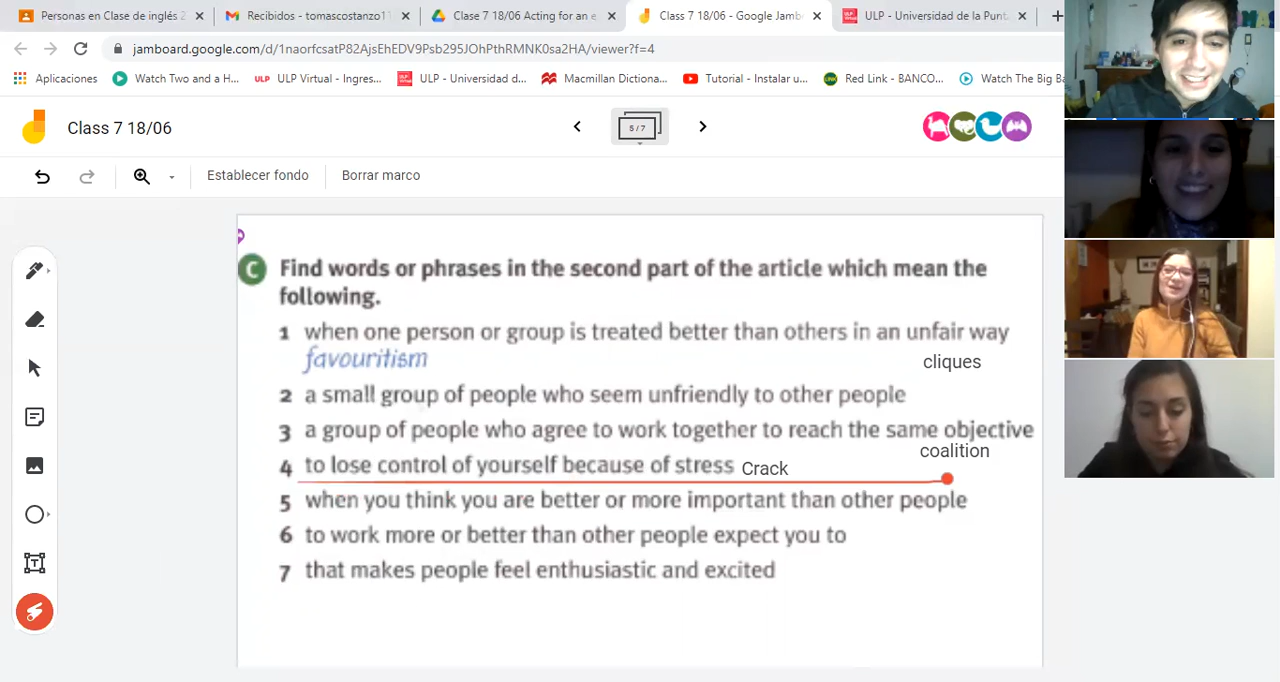 Personas en Clase de Inglés 2
Recibidos - tomascostanzo11
Clase 7 18/06 Acting for an e
Class 7 18/06 - Google Jamb
ULP - Universidad de la Punt
jamboard.google.com/d/1naorfcsatP82AjsEhEDV9Psb295JOhPthRMNK0sa2HA/viewer?f=4
Aplicaciones
Watch Two and a H...
ULP
ULP Virtual - Ingres...
ULP - Universidad d...
Macmillan Dictiona...
Tutorial - Instalar u...
LINK
Red Link - BANCO...
Watch The Big Ba
Class 7 18/06
5/7
Establecer fondo
Borrar marco
C Find words or phrases in the second part of the article which mean the
following.
1 when one person or group is treated better than others in an unfair way
favouritism
cliques
2 a small group of people who seem unfriendly to other people
3 a group of people who agree to work together to reach the same objective
coalition
4 to lose control of yourself because of stress Crack
5 when you think you are better or more important than other people
6 to work more or better than other people expect you to
7 that makes people feel enthusiastic and excited